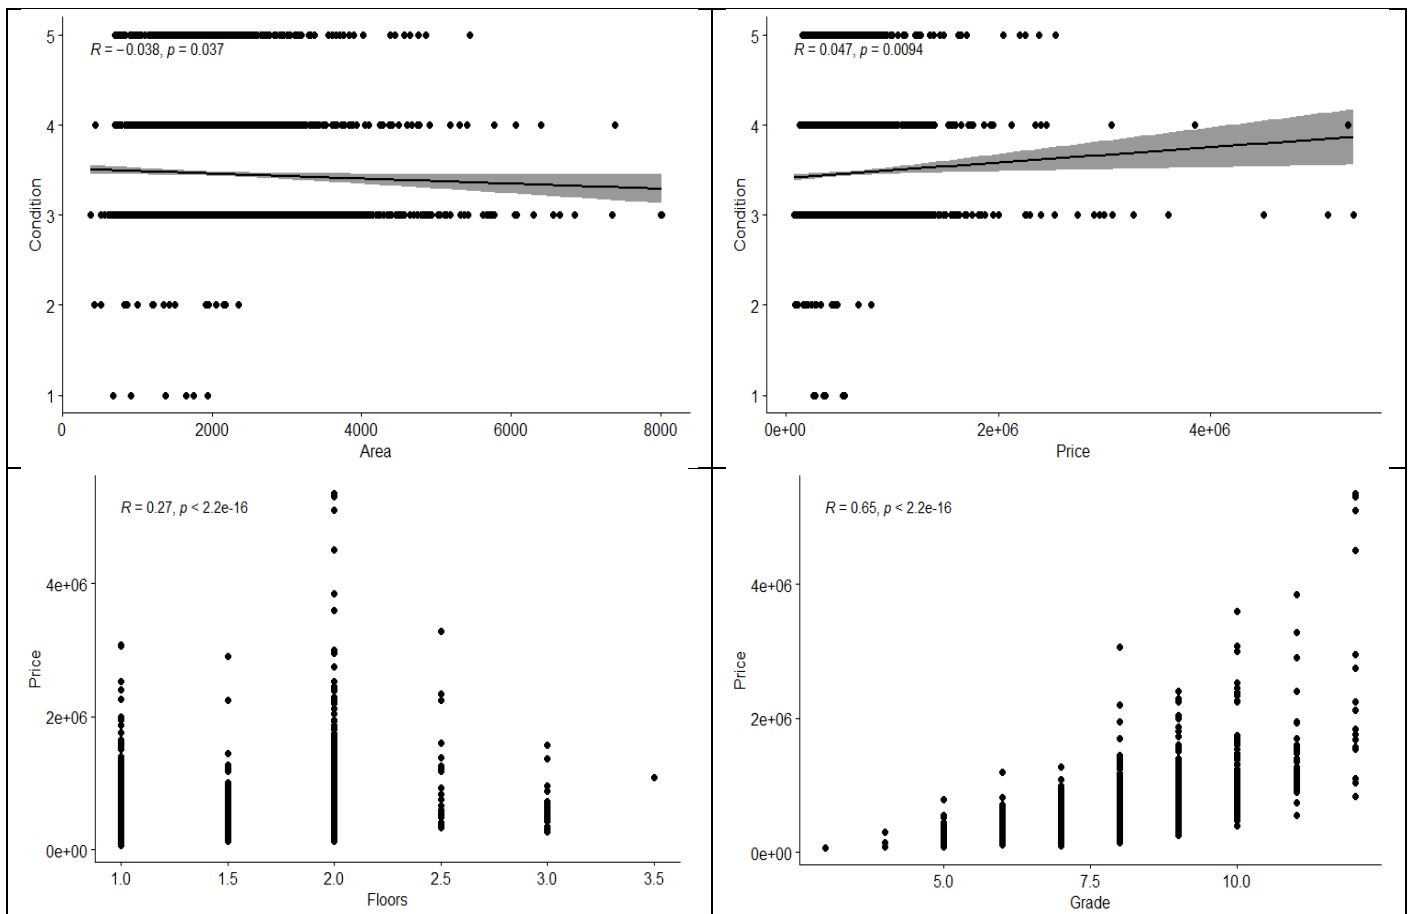 5
R = −0.038, p = 0.037
4
3
2
1
Condition
0 2000 4000 6000 8000
Area
5
R = 0.047, p = 0.0094
4
3
2
1
Condition
0e+00 2e+06 4e+06
Price
R = 0.27, p < 2.2e-16
4e+06
2e+06
0e+00
Price
1.0 1.5 2.0 2.5 3.0 3.5
Floors
R = 0.65, p < 2.2e-16
4e+06
2e+06
0e+00
Price
5.0 7.5 10.0
Grade